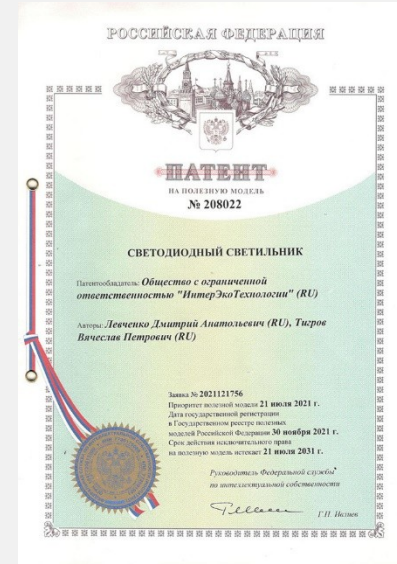 РОССИЙСКАЯ ФЕДЕРАЦИЯ
ПАТЕНТ
НА ПОЛЕЗНУЮ МОДЕЛЬ
№ 208022
СВЕТОДИОДНЫЙ СВЕТИЛЬНИК
Патентообладатель: Общество с ограниченной
ответственностью "ИнтерЭкоТехнологии" (RU)
Авторы: Левченко Дмитрий Анатольевич (RU), Тигров
Вячеслав Петрович (RU)
Заявка № 2021121756
Приоритет полезной модели 21 июля 2021 г.
Дата государственной регистрации
в Государственном реестре полезных
моделей Российской Федерации 30 ноября 2021 г.
Срок действия исключительного права
на полезную модель истекает 21 июля 2031 г.
Руководитель Федеральной службы
по интеллектуальной собственности
Г.П. Ивлиев